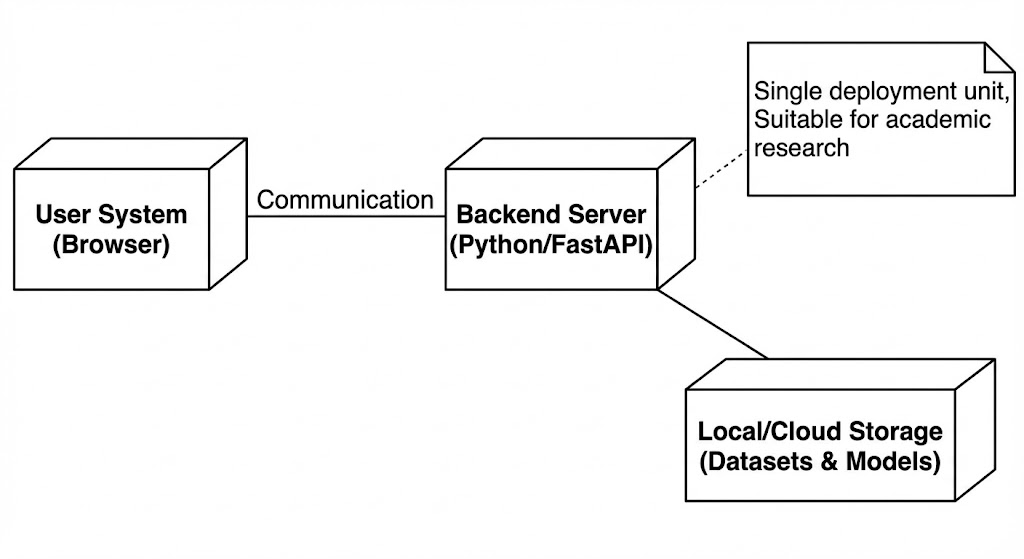 Single deployment unit,
Suitable for academic
research
Communication
User System
(Browser)
Backend Server
(Python/FastAPI)
Local/Cloud Storage
(Datasets & Models)